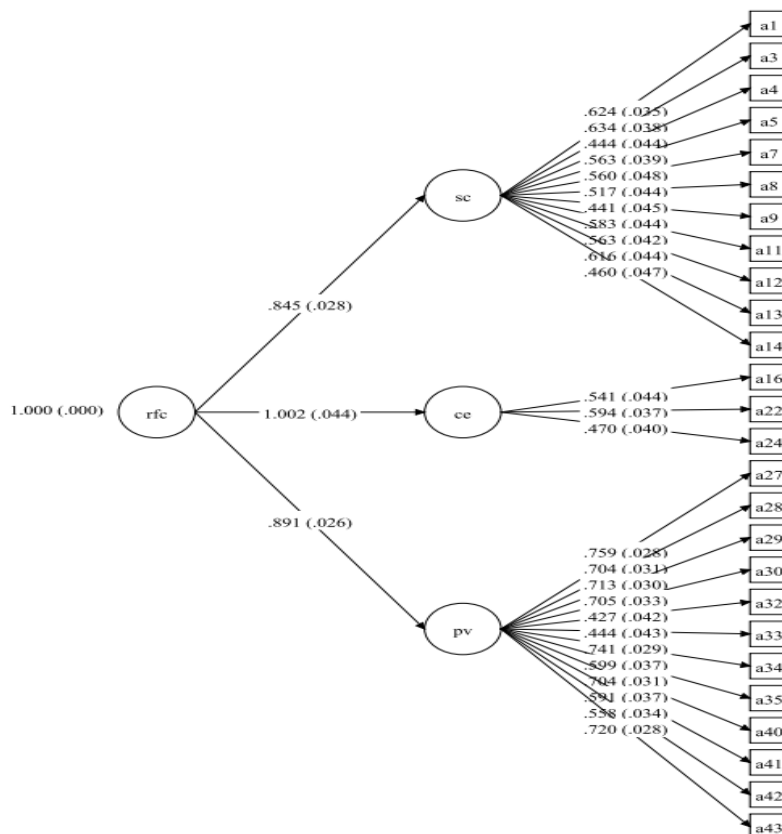 a1
a3
a4
a5
a7
a8
a9
a11
a12
a13
a14
a16
a22
a24
a27
a28
a29
a30
a32
a33
a34
a35
a40
a41
a42
a43
.624 (.035)
.634 (.038)
.444 (.044)
.563 (.039)
.560 (.048)
.517 (.044)
.441 (.045)
.583 (.044)
.563 (.042)
.616 (.044)
.460 (.047)
sc
.845 (.028)
.541 (.044)
.594 (.037)
.470 (.040)
1.000 (.000)
rfc
1.002 (.044)
ce
.891 (.026)
.759 (.028)
.704 (.031)
.713 (.030)
.705 (.033)
.427 (.042)
.444 (.043)
.741 (.029)
.599 (.037)
.704 (.031)
.591 (.037)
.558 (.034)
.720 (.028)
pv